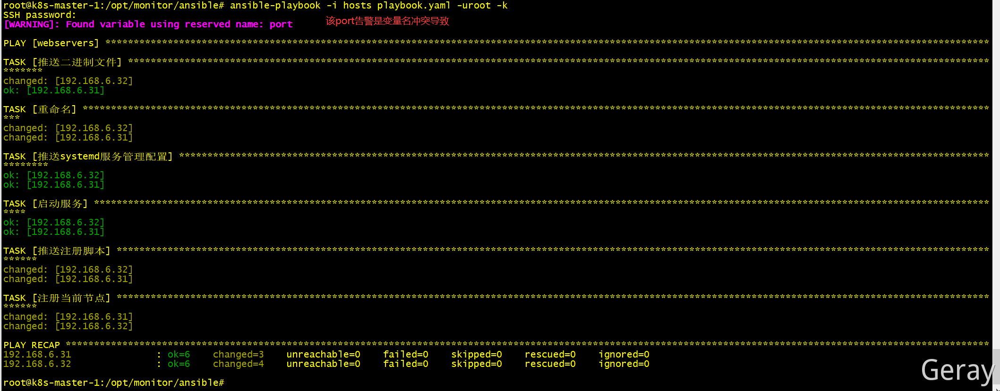 root@k8s-master-1:/opt/monitor/ansible# ansible-playbook -i hosts playbook.yaml -uroot -k
SSH password:
[WARNING]: Found variable using reserved name: port 该port告警是变量名冲突导致
PLAY [webservers] ************************************************************************************************************************************************************
TASK [推送二进制文件] ********************************************************************************************************************************************************
*******
changed: [192.168.6.32]
ok: [192.168.6.31]
TASK [重命名] ****************************************************************************************************************************************************************
***
changed: [192.168.6.32]
changed: [192.168.6.31]
TASK [推送systemd服务管理配置] ***********************************************************************************************************************************************
********
ok: [192.168.6.32]
ok: [192.168.6.31]
TASK [启动服务] **************************************************************************************************************************************************************
****
ok: [192.168.6.32]
ok: [192.168.6.31]
TASK [推送注册脚本] **********************************************************************************************************************************************************
******
changed: [192.168.6.32]
changed: [192.168.6.31]
TASK [注册当前节点] **********************************************************************************************************************************************************
******
changed: [192.168.6.31]
changed: [192.168.6.32]
PLAY RECAP *******************************************************************************************************************************************************************
192.168.6.31 : ok=6 changed=3 unreachable=0 failed=0 skipped=0 rescued=0 ignored=0
192.168.6.32 : ok=6 changed=4 unreachable=0 failed=0 skipped=0 rescued=0 ignored=0
root@k8s-master-1:/opt/monitor/ansible#
Geray